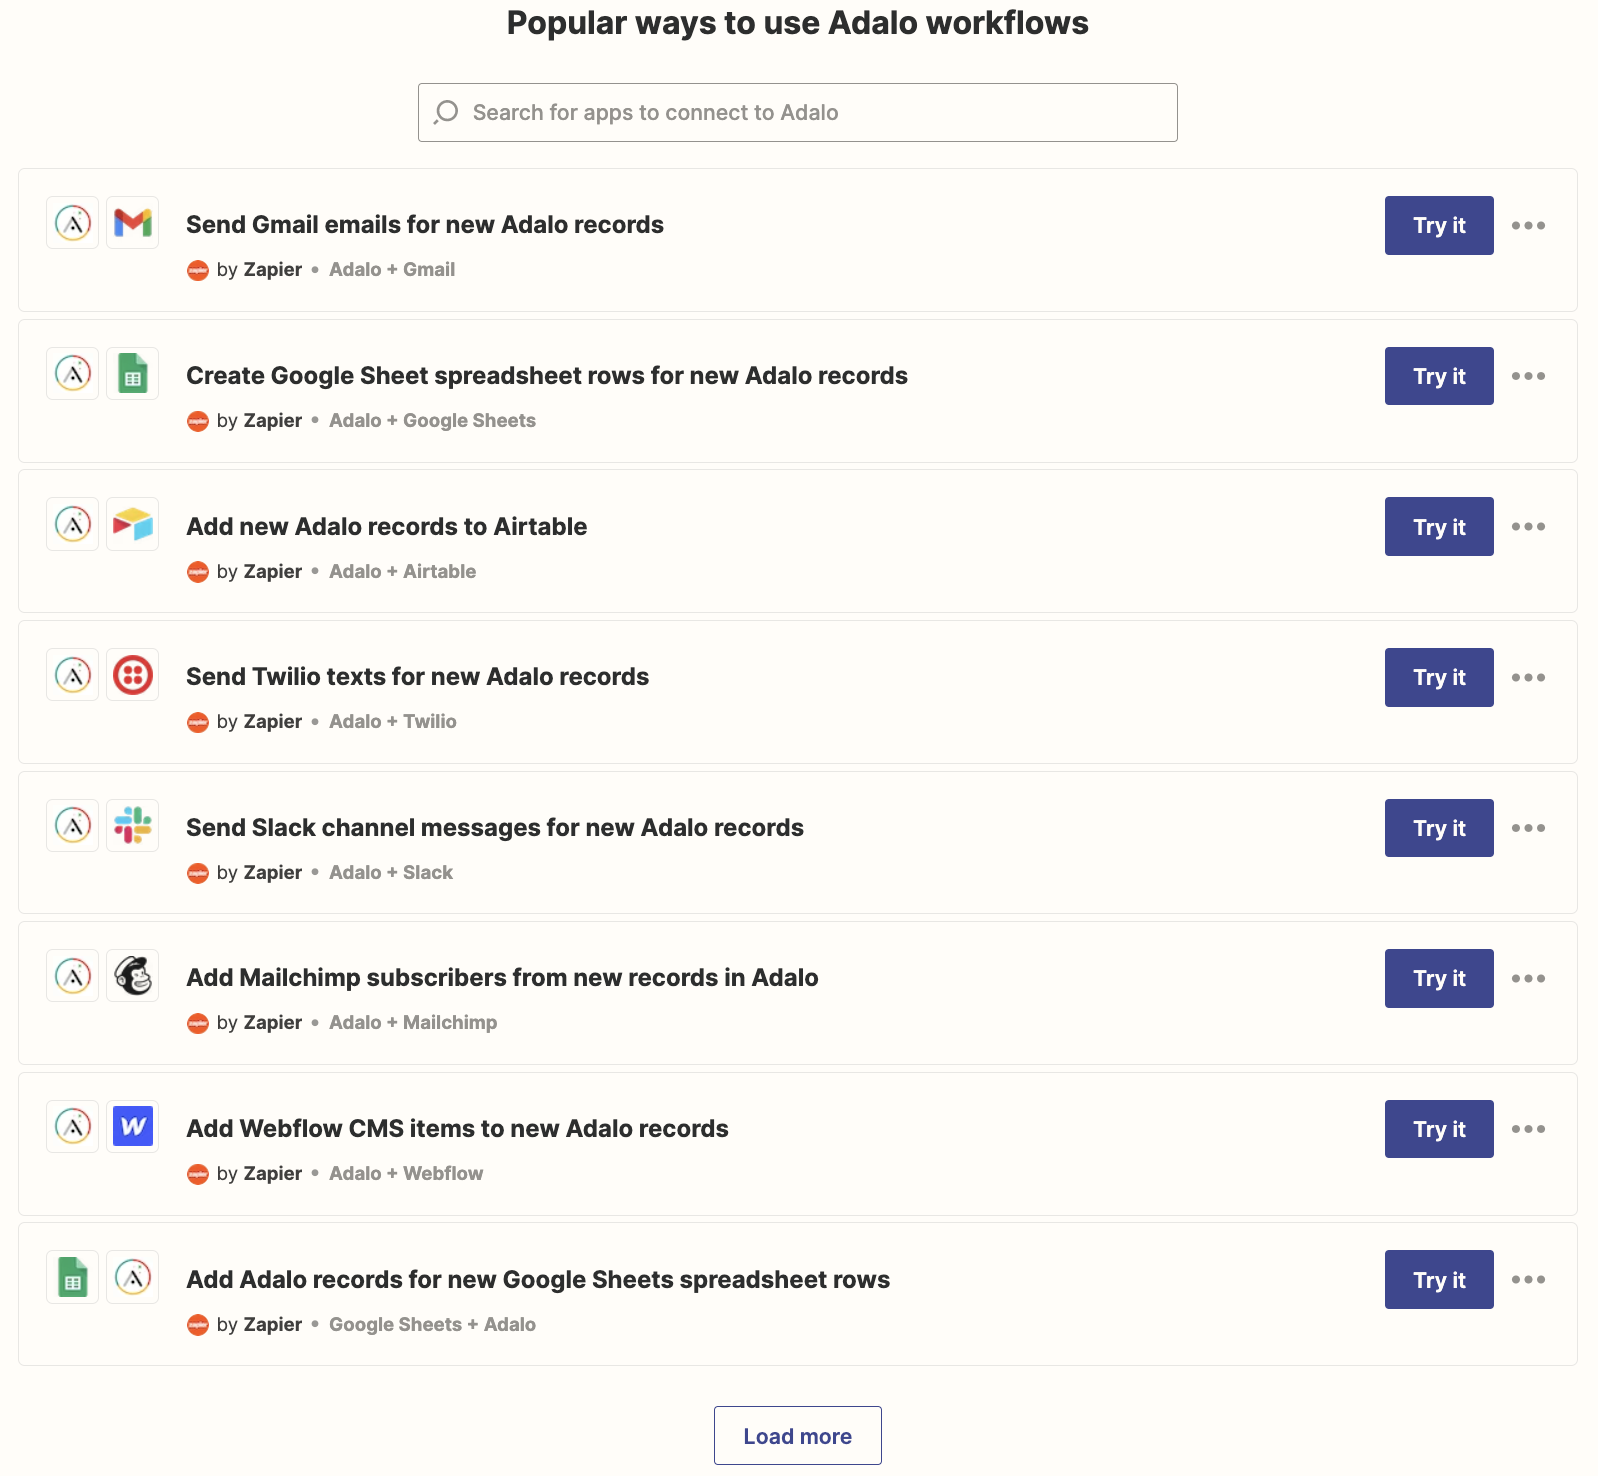 Popular ways to use Adalo workflows
Search for apps to connect to Adalo
Send Gmail emails for new Adalo records
Try it
by Zapier • Adalo + Gmail
Create Google Sheet spreadsheet rows for new Adalo records
Try it
by Zapier • Adalo + Google Sheets
Add new Adalo records to Airtable
Try it
by Zapier • Adalo + Airtable
Send Twilio texts for new Adalo records
Try it
by Zapier • Adalo + Twilio
Send Slack channel messages for new Adalo records
Try it
by Zapier • Adalo + Slack
Add Mailchimp subscribers from new records in Adalo
Try it
by Zapier • Adalo + Mailchimp
Add Webflow CMS items to new Adalo records
Try it
by Zapier • Adalo + Webflow
Add Adalo records for new Google Sheets spreadsheet rows
Try it
by Zapier • Google Sheets + Adalo
Load more